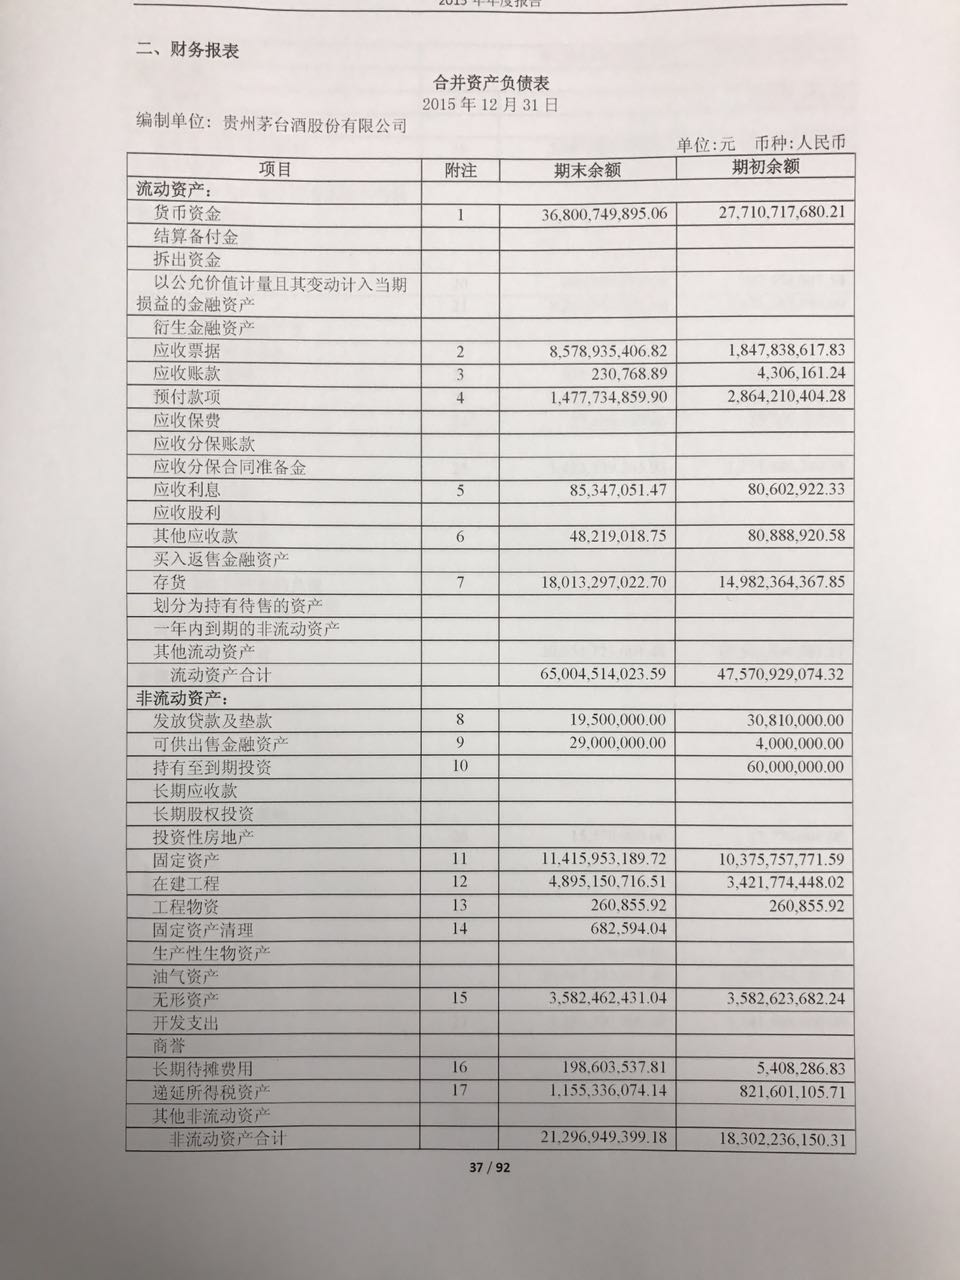 2015 年年度报告
二、财务报表
合并资产负债表
2015 年 12 月 31 日
编制单位: 贵州茅台酒股份有限公司
单位:元 币种:人民币
项目 附注 期末余额 期初余额
流动资产:
货币资金 1 36,800,749,895.06 27,710,717,680.21
结算备付金
拆出资金
以公允价值计量且其变动计入当期
损益的金融资产
衍生金融资产
应收票据 2 8,578,935,406.82 1,847,838,617.83
应收账款 3 230,768.89 4,306,161.24
预付款项 4 1,477,734,859.90 2,864,210,404.28
应收保费
应收分保账款
应收分保合同准备金
应收利息 5 85,347,051.47 80,602,922.33
应收股利
其他应收款 6 48,219,018.75 80,888,920.58
买入返售金融资产
存货 7 18,013,297,022.70 14,982,364,367.85
划分为持有待售的资产
一年内到期的非流动资产
其他流动资产
流动资产合计 65,004,514,023.59 47,570,929,074.32
非流动资产:
发放贷款及垫款 8 19,500,000.00 30,810,000.00
可供出售金融资产 9 29,000,000.00 4,000,000.00
持有至到期投资 10 60,000,000.00
长期应收款
长期股权投资
投资性房地产
固定资产 11 11,415,953,189.72 10,375,757,771.59
在建工程 12 4,895,150,716.51 3,421,774,448.02
工程物资 13 260,855.92 260,855.92
固定资产清理 14 682,594.04
生产性生物资产
油气资产
无形资产 15 3,582,462,431.04 3,582,623,682.24
开发支出
商誉
长期待摊费用 16 198,603,537.81 5,408,286.83
递延所得税资产 17 1,155,336,074.14 821,601,105.71
其他非流动资产
非流动资产合计 21,296,949,399.18 18,302,236,150.31
37 / 92